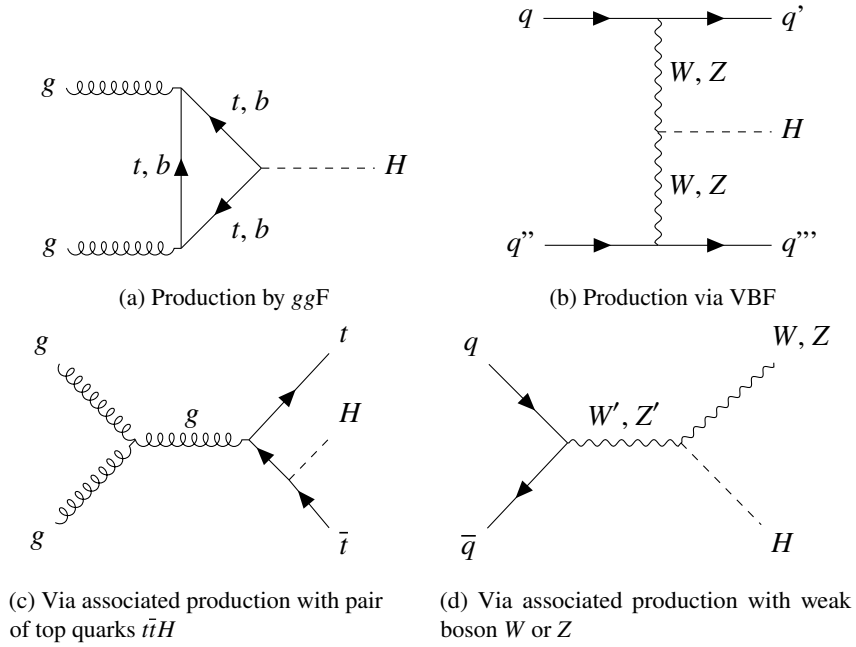 g
t, b
t, b
H
g
t, b
(a) Production by ggF
q
q'
W, Z
H
W, Z
q''
q'''
(b) Production via VBF
g
t
g
H
g
t̅
(c) Via associated production with pair
of top quarks tt̅H
q
W, Z
W′, Z′
q̅
H
(d) Via associated production with weak
boson W or Z